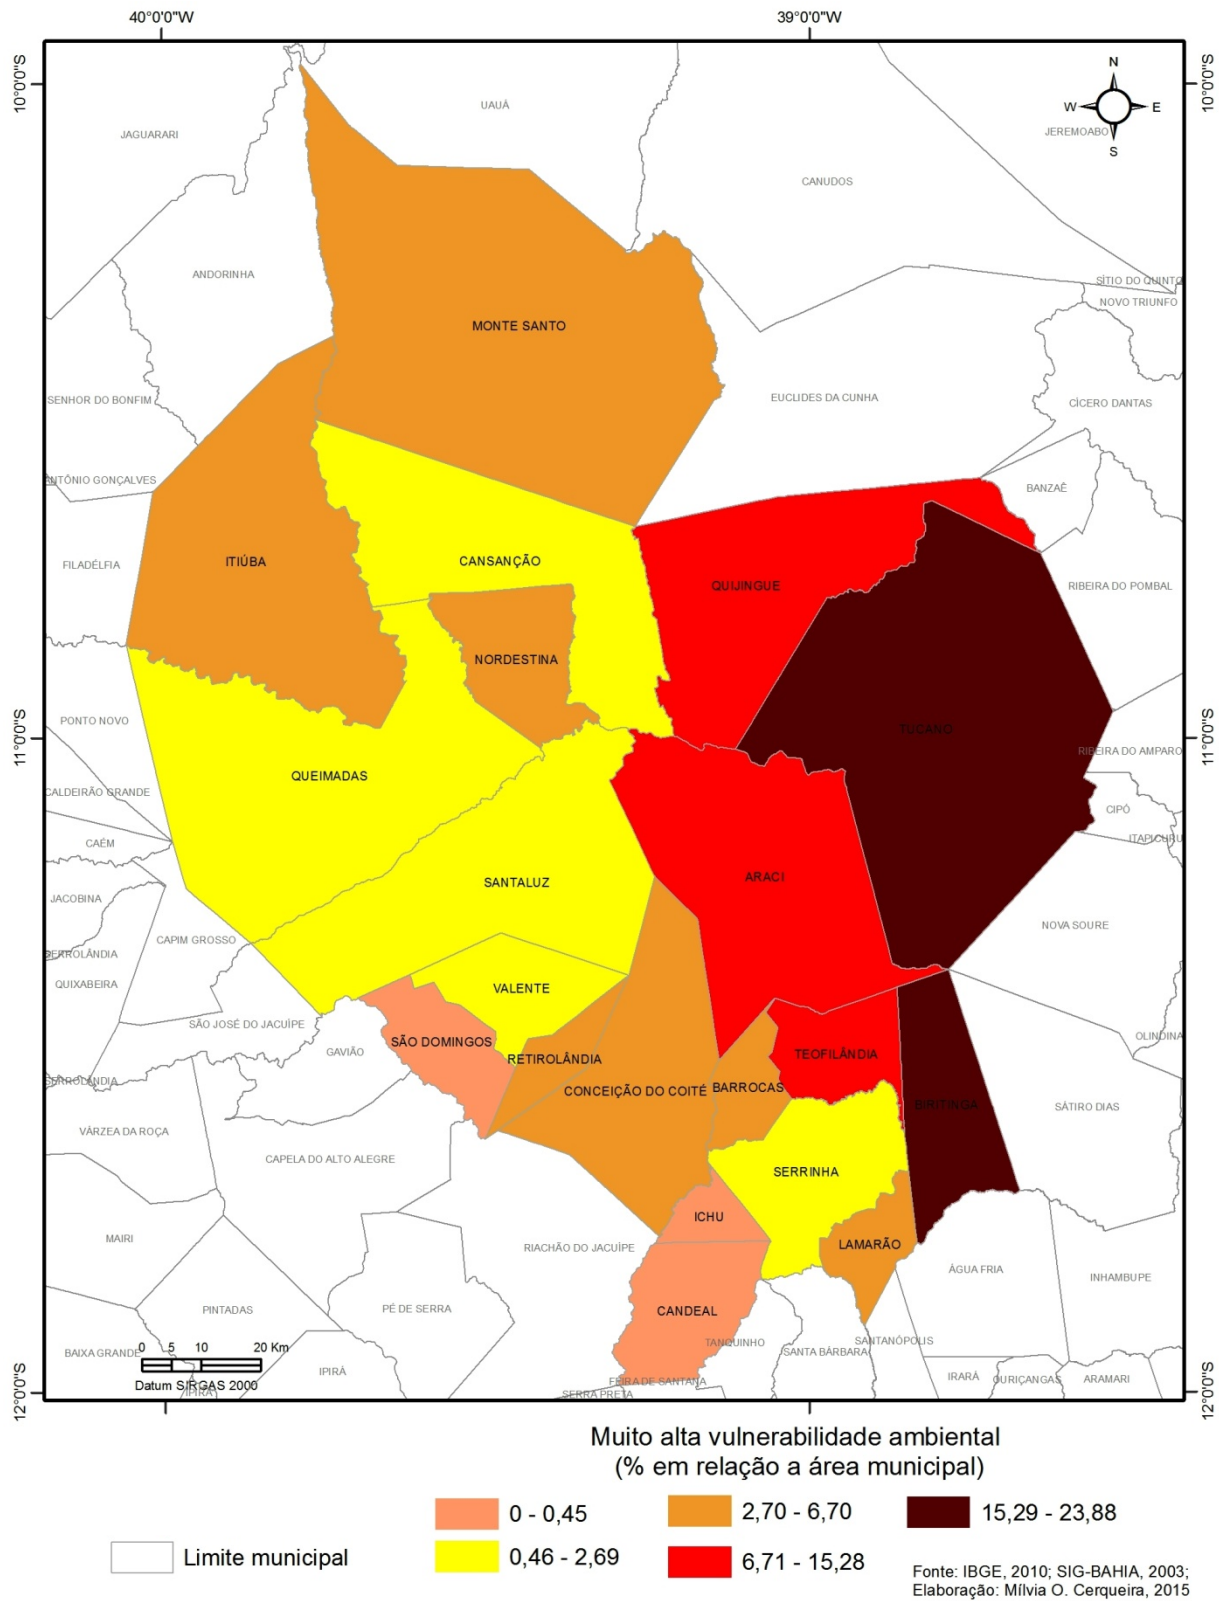 40°0'0"W
39°0'0"W
10°0'0"S
10°0'0"S
N
W
E
S
UAUÁ
JAGUARARI
JEREMOABO
CANUDOS
ANDORINHA
SÍTIO DO QUINTO
NOVO TRIUNFO
MONTE SANTO
SENHOR DO BONFIM
EUCLIDES DA CUNHA
CÍCERO DANTAS
ANTÔNIO GONÇALVES
BANZAÊ
FILADÉLFIA
ITIÚBA
CANSANÇÃO
QUIJINGUE
RIBEIRA DO POMBAL
NORDESTINA
PONTO NOVO
11°0'0"S
TUCANO
11°0'0"S
RIBEIRA DO AMPARO
QUEIMADAS
CALDEIRÃO GRANDE
CIPÓ
ITAPICURU
CAÉM
SANTALUZ
ARACI
JACOBINA
NOVA SOURE
CAPIM GROSSO
SERROLÂNDIA
QUIXABEIRA
VALENTE
SÃO JOSÉ DO JACUÍPE
OLINDINA
SÃO DOMINGOS
GAVIÃO
RETIROLÂNDIA
TEOFILÂNDIA
SERROLÂNDIA
CONCEIÇÃO DO COITÉ
BARROCAS
BIRITINGA
SÁTIRO DIAS
VÁRZEA DA ROÇA
CAPELA DO ALTO ALEGRE
SERRINHA
ICHU
MAIRI
RIACHÃO DO JACUÍPE
LAMARÃO
ÁGUA FRIA
INHAMBUPE
PINTADAS
PÉ DE SERRA
CANDEAL
TANQUINHO
SANTANÓPOLIS
BAIXA GRANDE
SANTA BÁRBARA
0 5 10 20 Km
IPIRÁ
IRARÁ
OURIÇANGAS
ARAMARI
Datum SIRGAS 2000
FEIRA DE SANTANA
IPIRÁ
SERRA PRETA
12°0'0"S
12°0'0"S
Muito alta vulnerabilidade ambiental
(% em relação a área municipal)
0 - 0,45
2,70 - 6,70
15,29 - 23,88
Limite municipal
0,46 - 2,69
6,71 - 15,28
Fonte: IBGE, 2010; SIG-BAHIA, 2003;
Elaboração: Mílvia O. Cerqueira, 2015